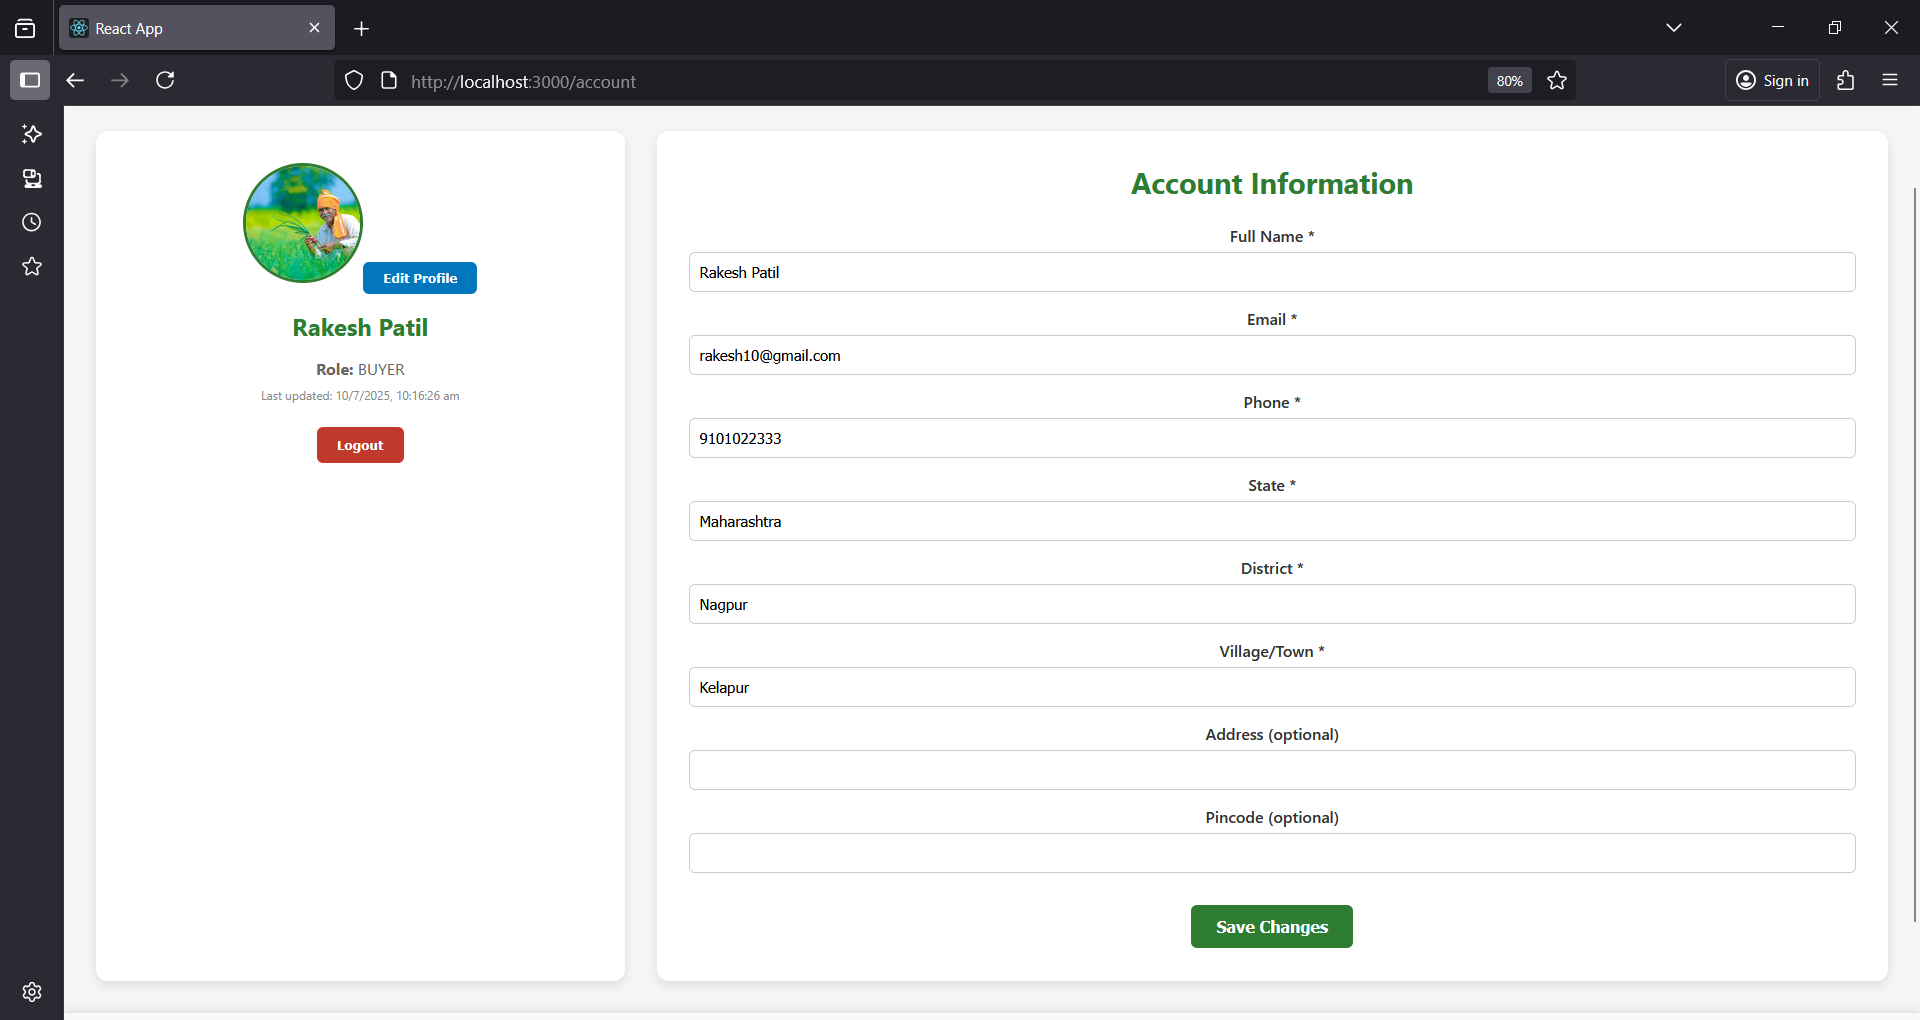 React App
http://localhost:3000/account
80%
Sign in
Edit Profile
Rakesh Patil
Role: BUYER
Last updated: 10/7/2025, 10:16:26 am
Logout
Account Information
Full Name *
Rakesh Patil
Email *
rakesh10@gmail.com
Phone *
9101022333
State *
Maharashtra
District *
Nagpur
Village/Town *
Kelapur
Address (optional)
Pincode (optional)
Save Changes